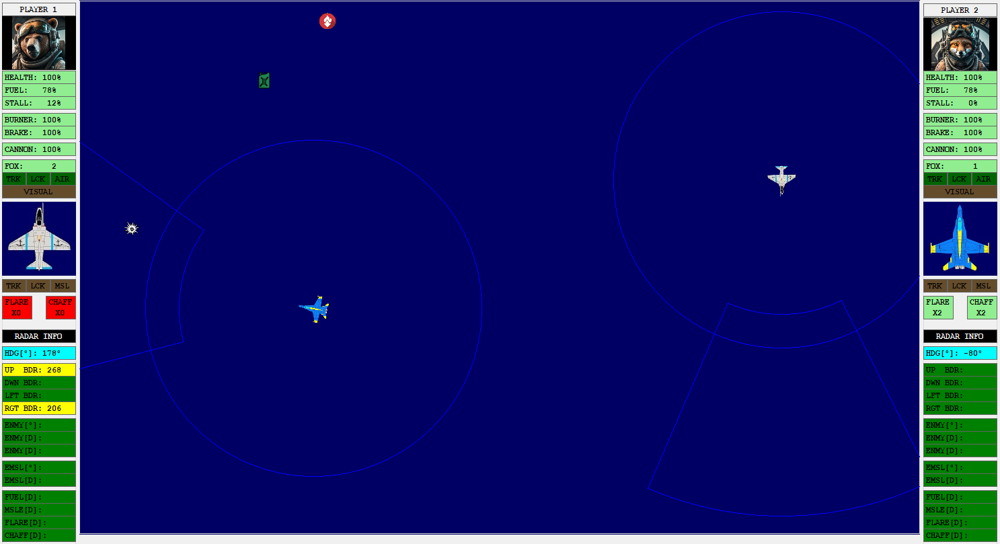 PLAYER 1
HEALTH: 100%
FUEL: 78%
STALL: 12%
BURNER: 100%
BRAKE: 100%
CANNON: 100%
FOX: 2
TRK LCK AIR
VISUAL
TRK LCK MSL
FLARE X0
CHAFF X0
RADAR INFO
HDG[°]: 178°
UP BDR: 268
DWN BDR:
LFT BDR:
RGT BDR: 206
ENMY[°]:
ENMY[D]:
ENMY[D]:
EMSL[°]:
EMSL[D]:
FUEL[D]:
MSLE[D]:
FLARE[D]:
CHAFF[D]:
PLAYER 2
HEALTH: 100%
FUEL: 78%
STALL: 0%
BURNER: 100%
BRAKE: 100%
CANNON: 100%
FOX: 1
TRK LCK AIR
VISUAL
TRK LCK MSL
FLARE X2
CHAFF X2
RADAR INFO
HDG[°]: -80°
UP BDR:
DWN BDR:
LFT BDR:
RGT BDR:
ENMY[°]:
ENMY[D]:
ENMY[D]:
EMSL[°]:
EMSL[D]:
FUEL[D]:
MSLE[D]:
FLARE[D]:
CHAFF[D]: